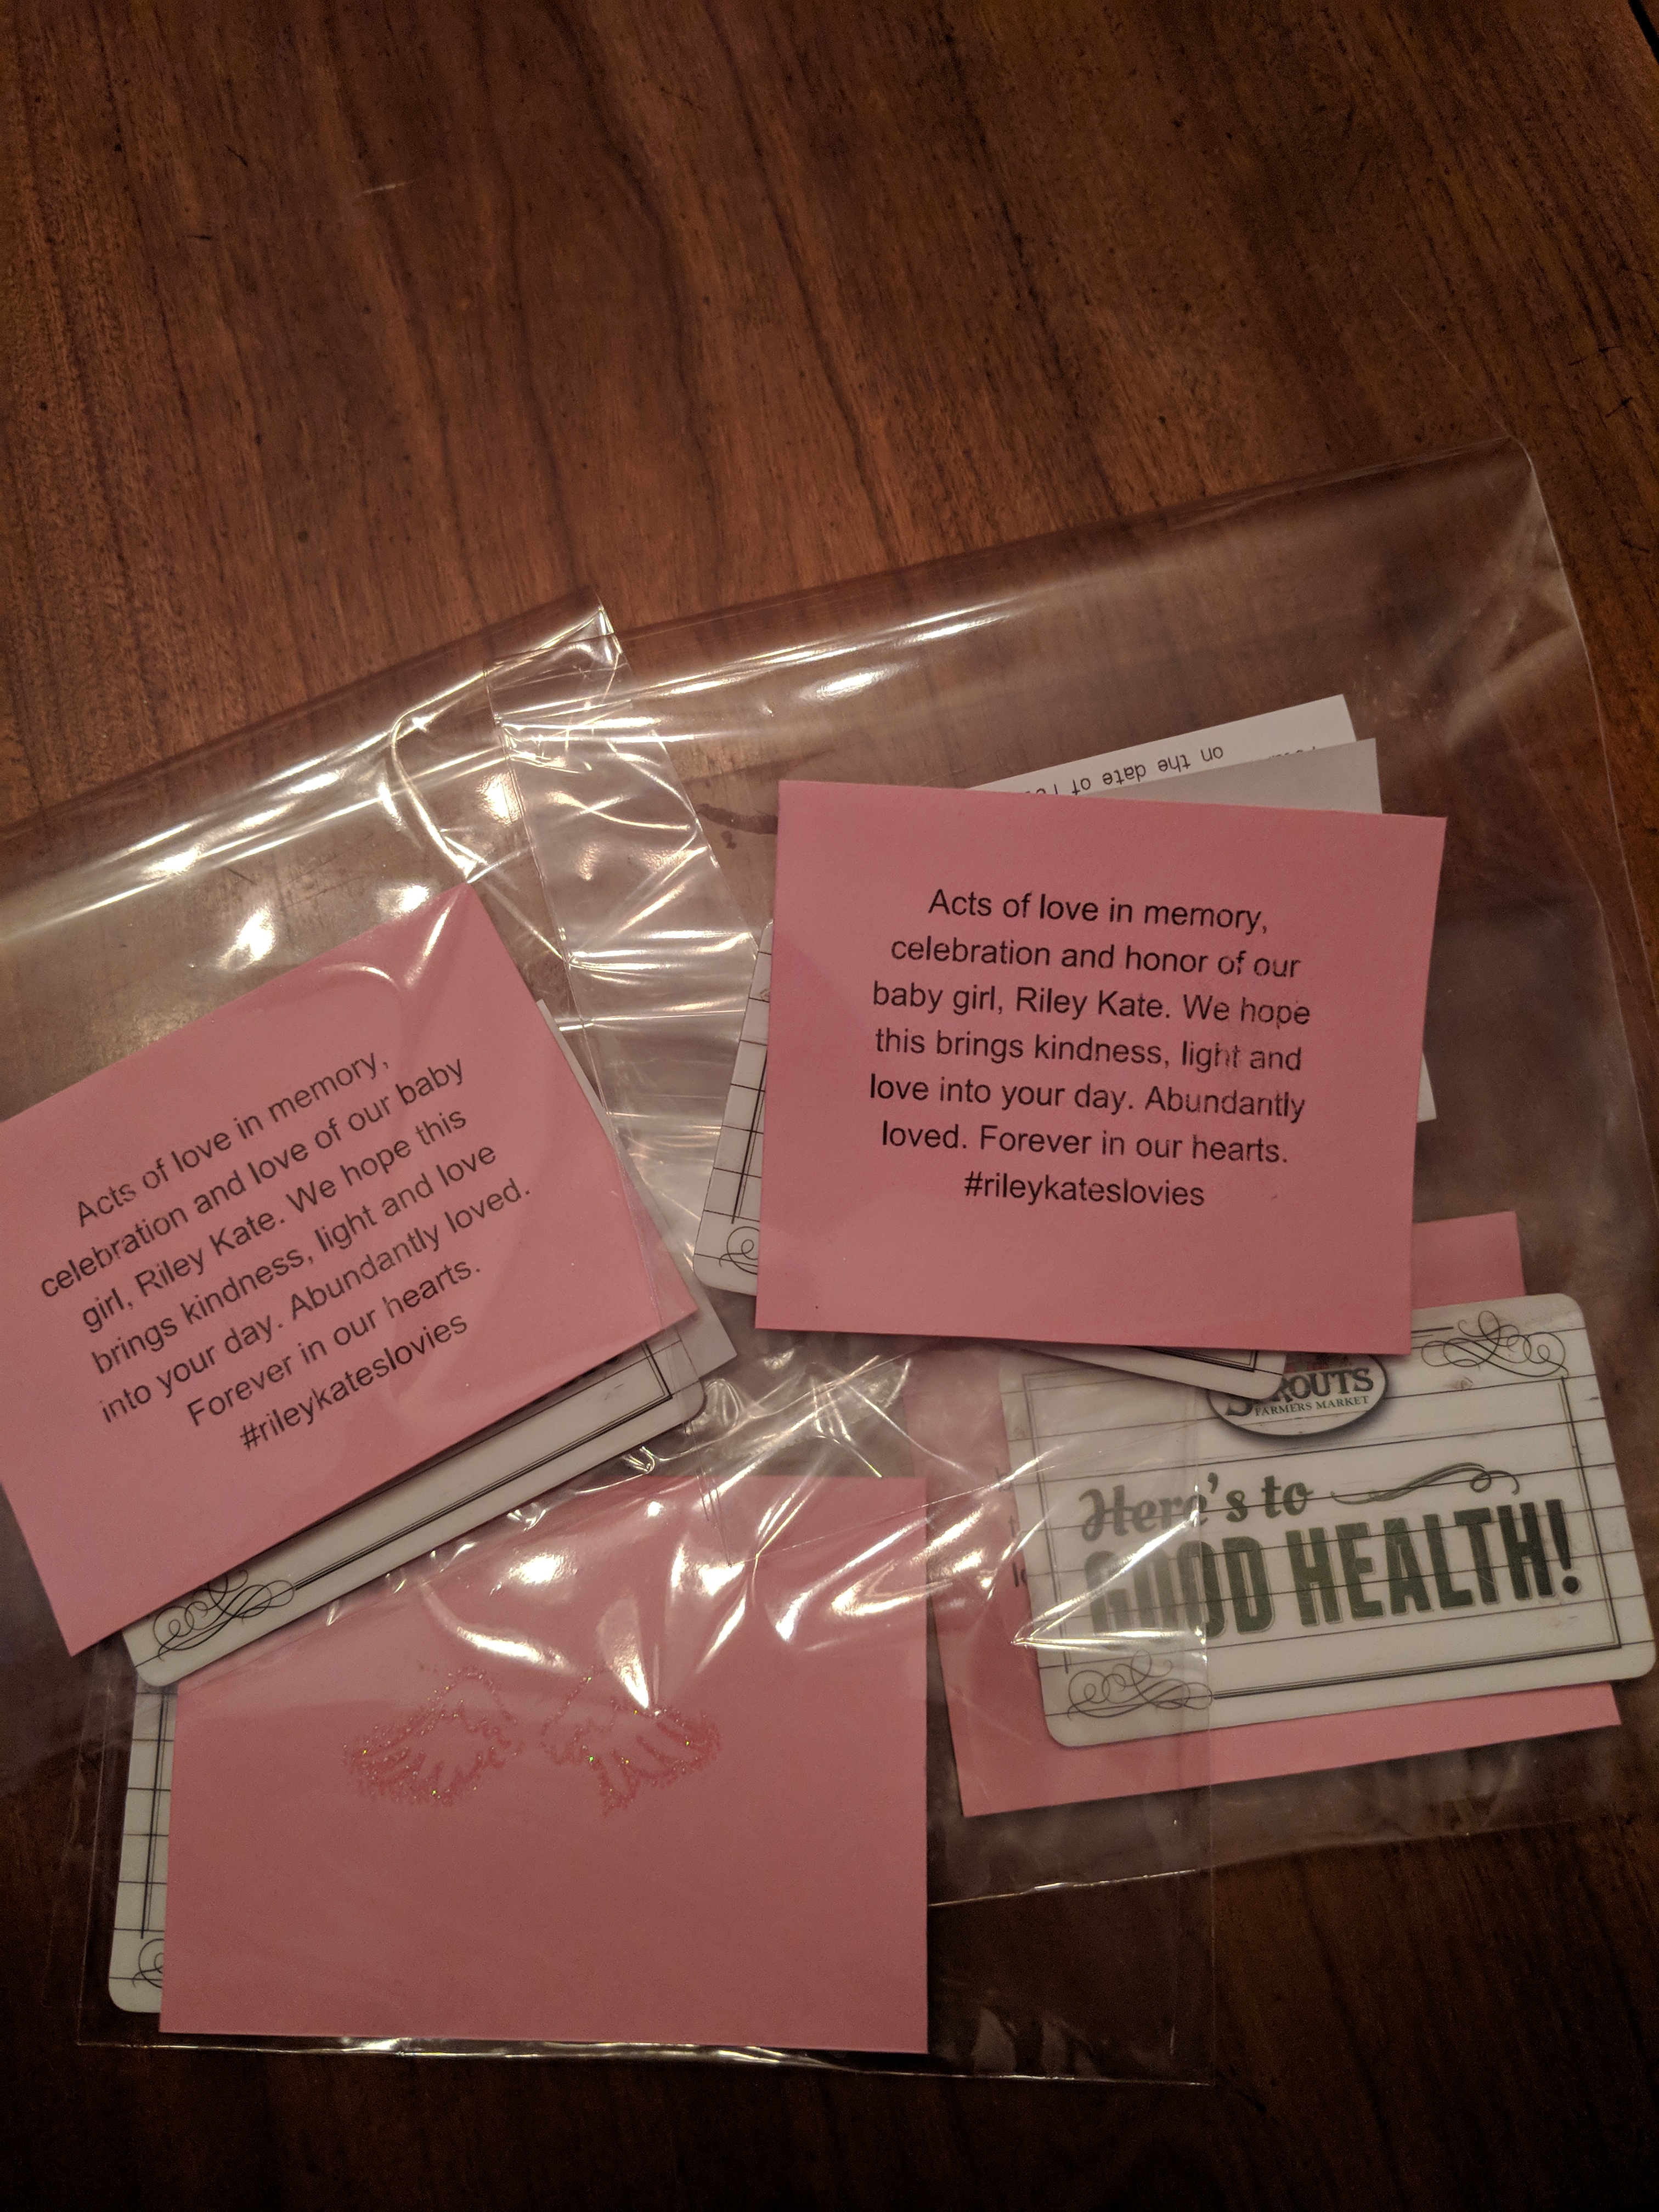 on the date of
Acts of love in memory,
celebration and honor of our
baby girl, Riley Kate. We hope
this brings kindness, light and
love into your day. Abundantly
loved. Forever in our hearts.
#rileykateslovies
Acts of love in memory,
celebration and love of our baby
girl, Riley Kate. We hope this
brings kindness, light and love
into your day. Abundantly loved.
Forever in our hearts.
#rileykateslovies
SPROUTS
FARMERS MARKET
Here's to
GOOD HEALTH!